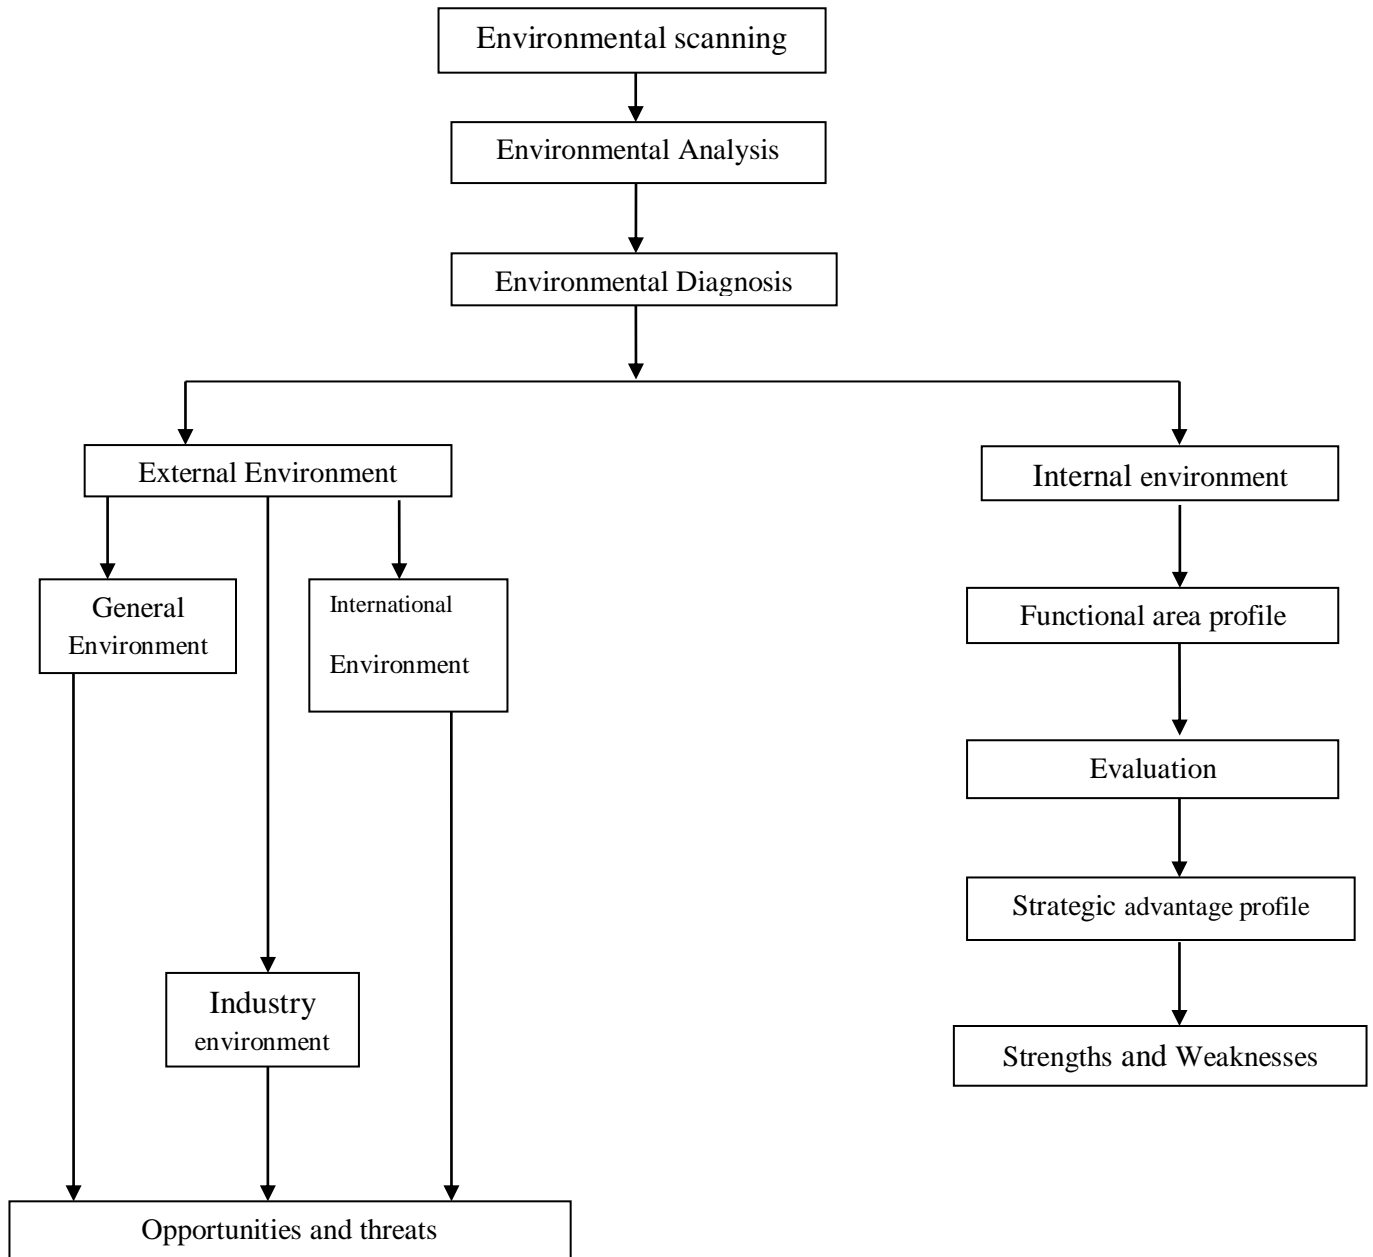 Environmental scanning
Environmental Analysis
Environmental Diagnosis
External Environment
Internal environment
General
Environment
International
Environment
Functional area profile
Evaluation
Strategic advantage profile
Industry
environment
Strengths and Weaknesses
Opportunities and threats